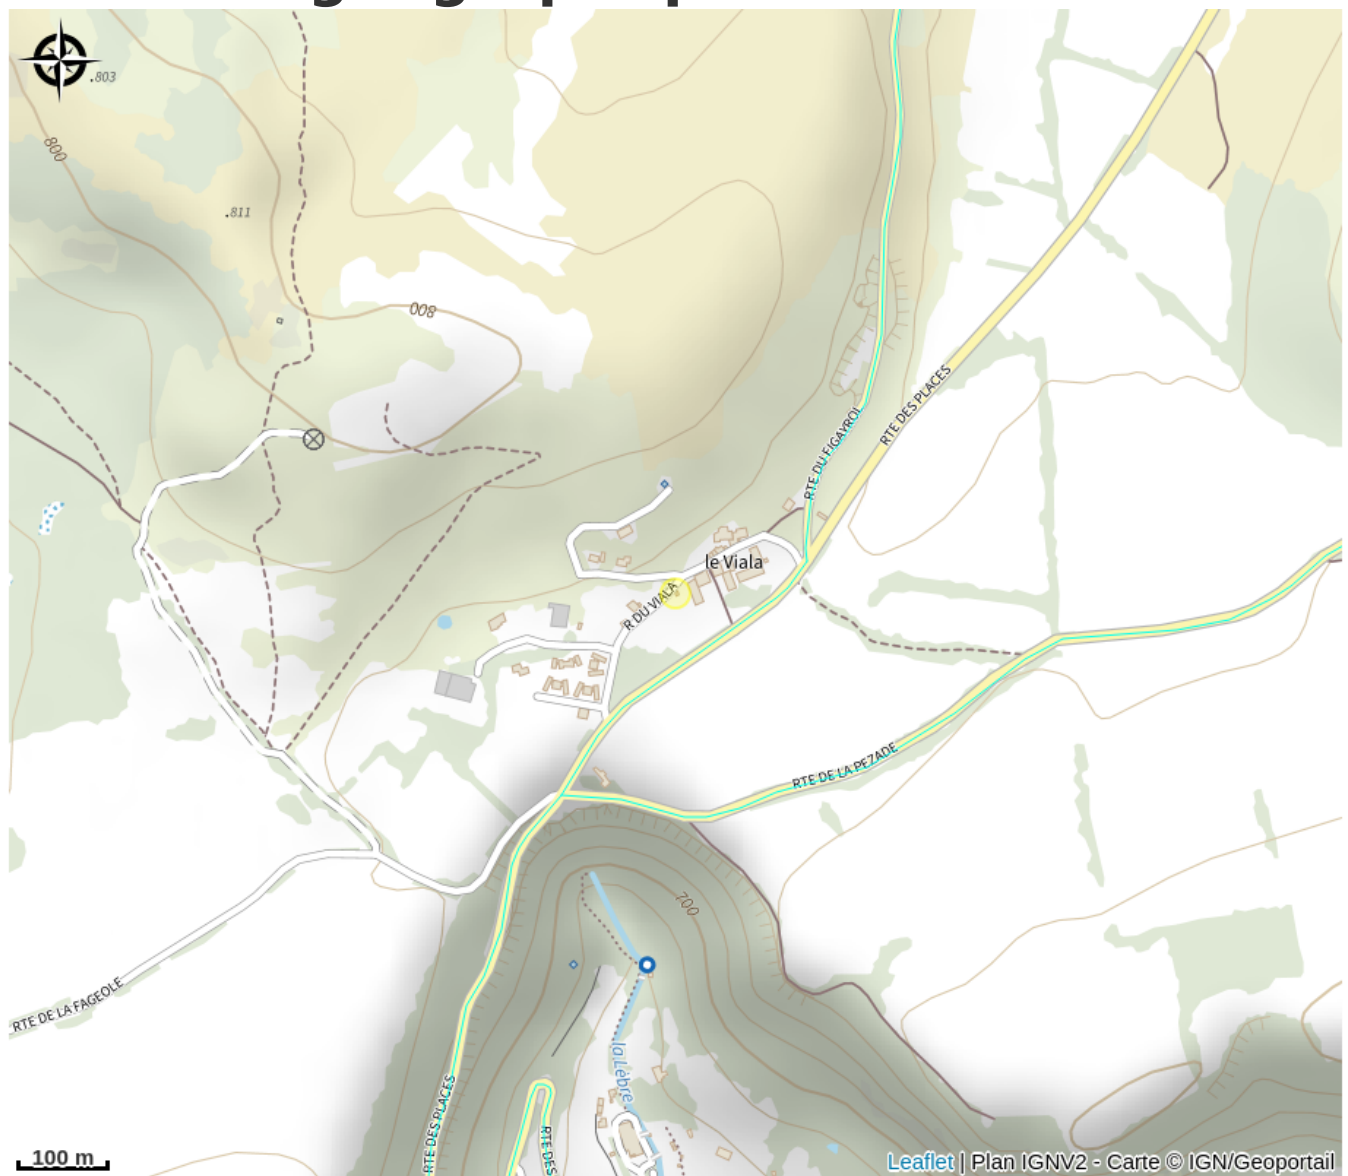 .803
800
.811
800
RTE DES PLACES
RTE DU FIGAYROL
le Viala
R DU VIALA
RTE DE LA PEZADE
700
RTE DE LA FAGEOLE
la Lèbre
RTE DES PLACES
RTE DES
100 m
Leaflet | Plan IGNV2 - Carte © IGN/Geoportail